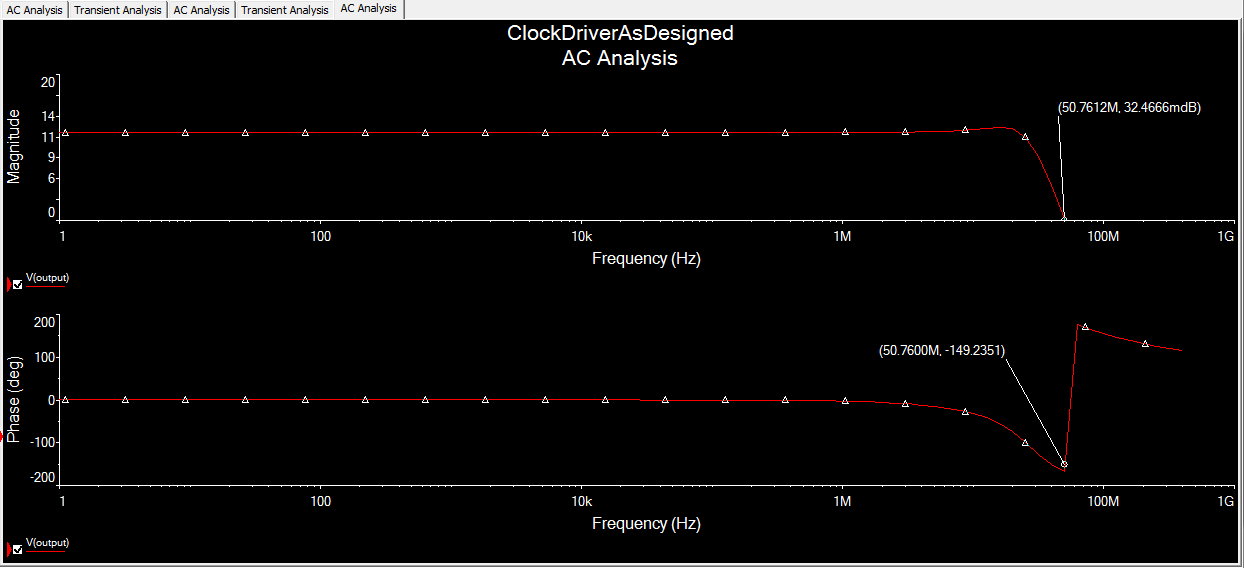 AC Analysis Transient Analysis AC Analysis Transient Analysis AC Analysis
ClockDriverAsDesigned
AC Analysis
Magnitude
20
14
11
9
6
0
(50.7612M, 32.4666mdB)
1 100 10k 1M 100M 1G
Frequency (Hz)
V(output)
Phase (deg)
200
100
0
-100
-200
(50.7600M, -149.2351)
1 100 10k 1M 100M 1G
Frequency (Hz)
V(output)